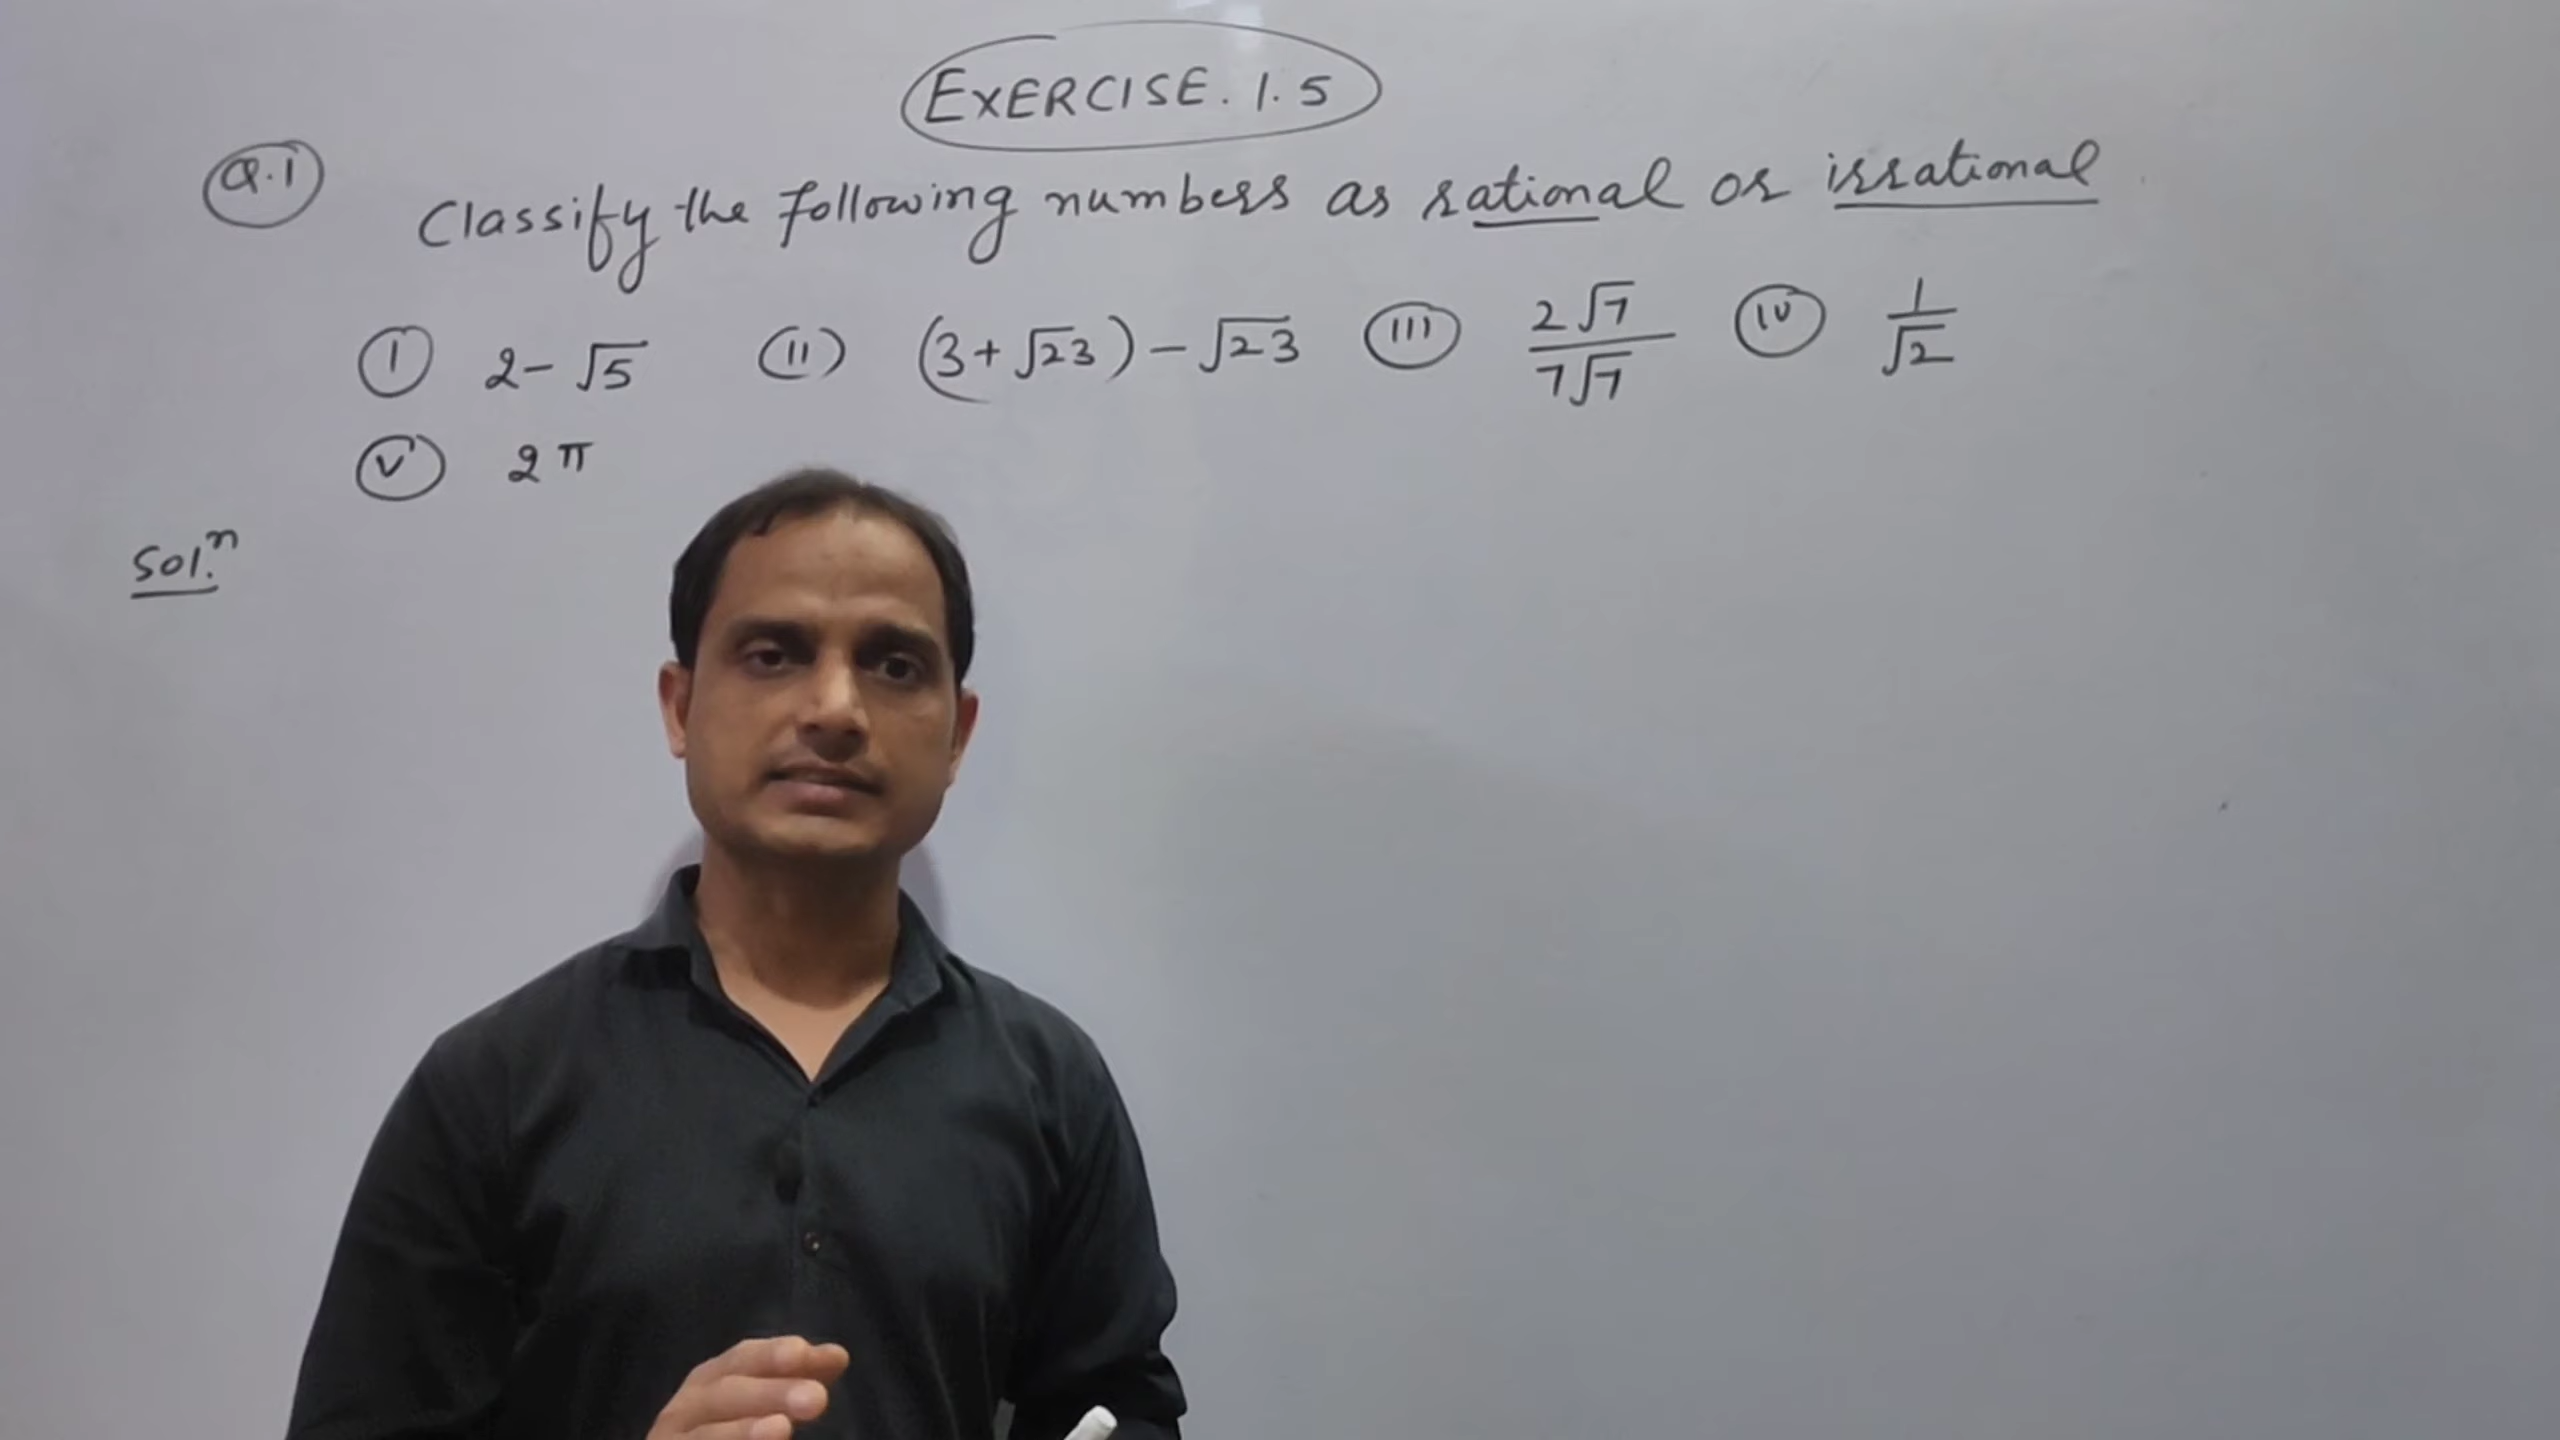 EXERCISE. 1.5
Q.1 Classify the following numbers as rational or irrational
(I) 2 - √5 (II) (3 + √23) - √23 (III) 2√7 / 7√7 (IV) 1 / √2
(V) 2π
Sol.ⁿ